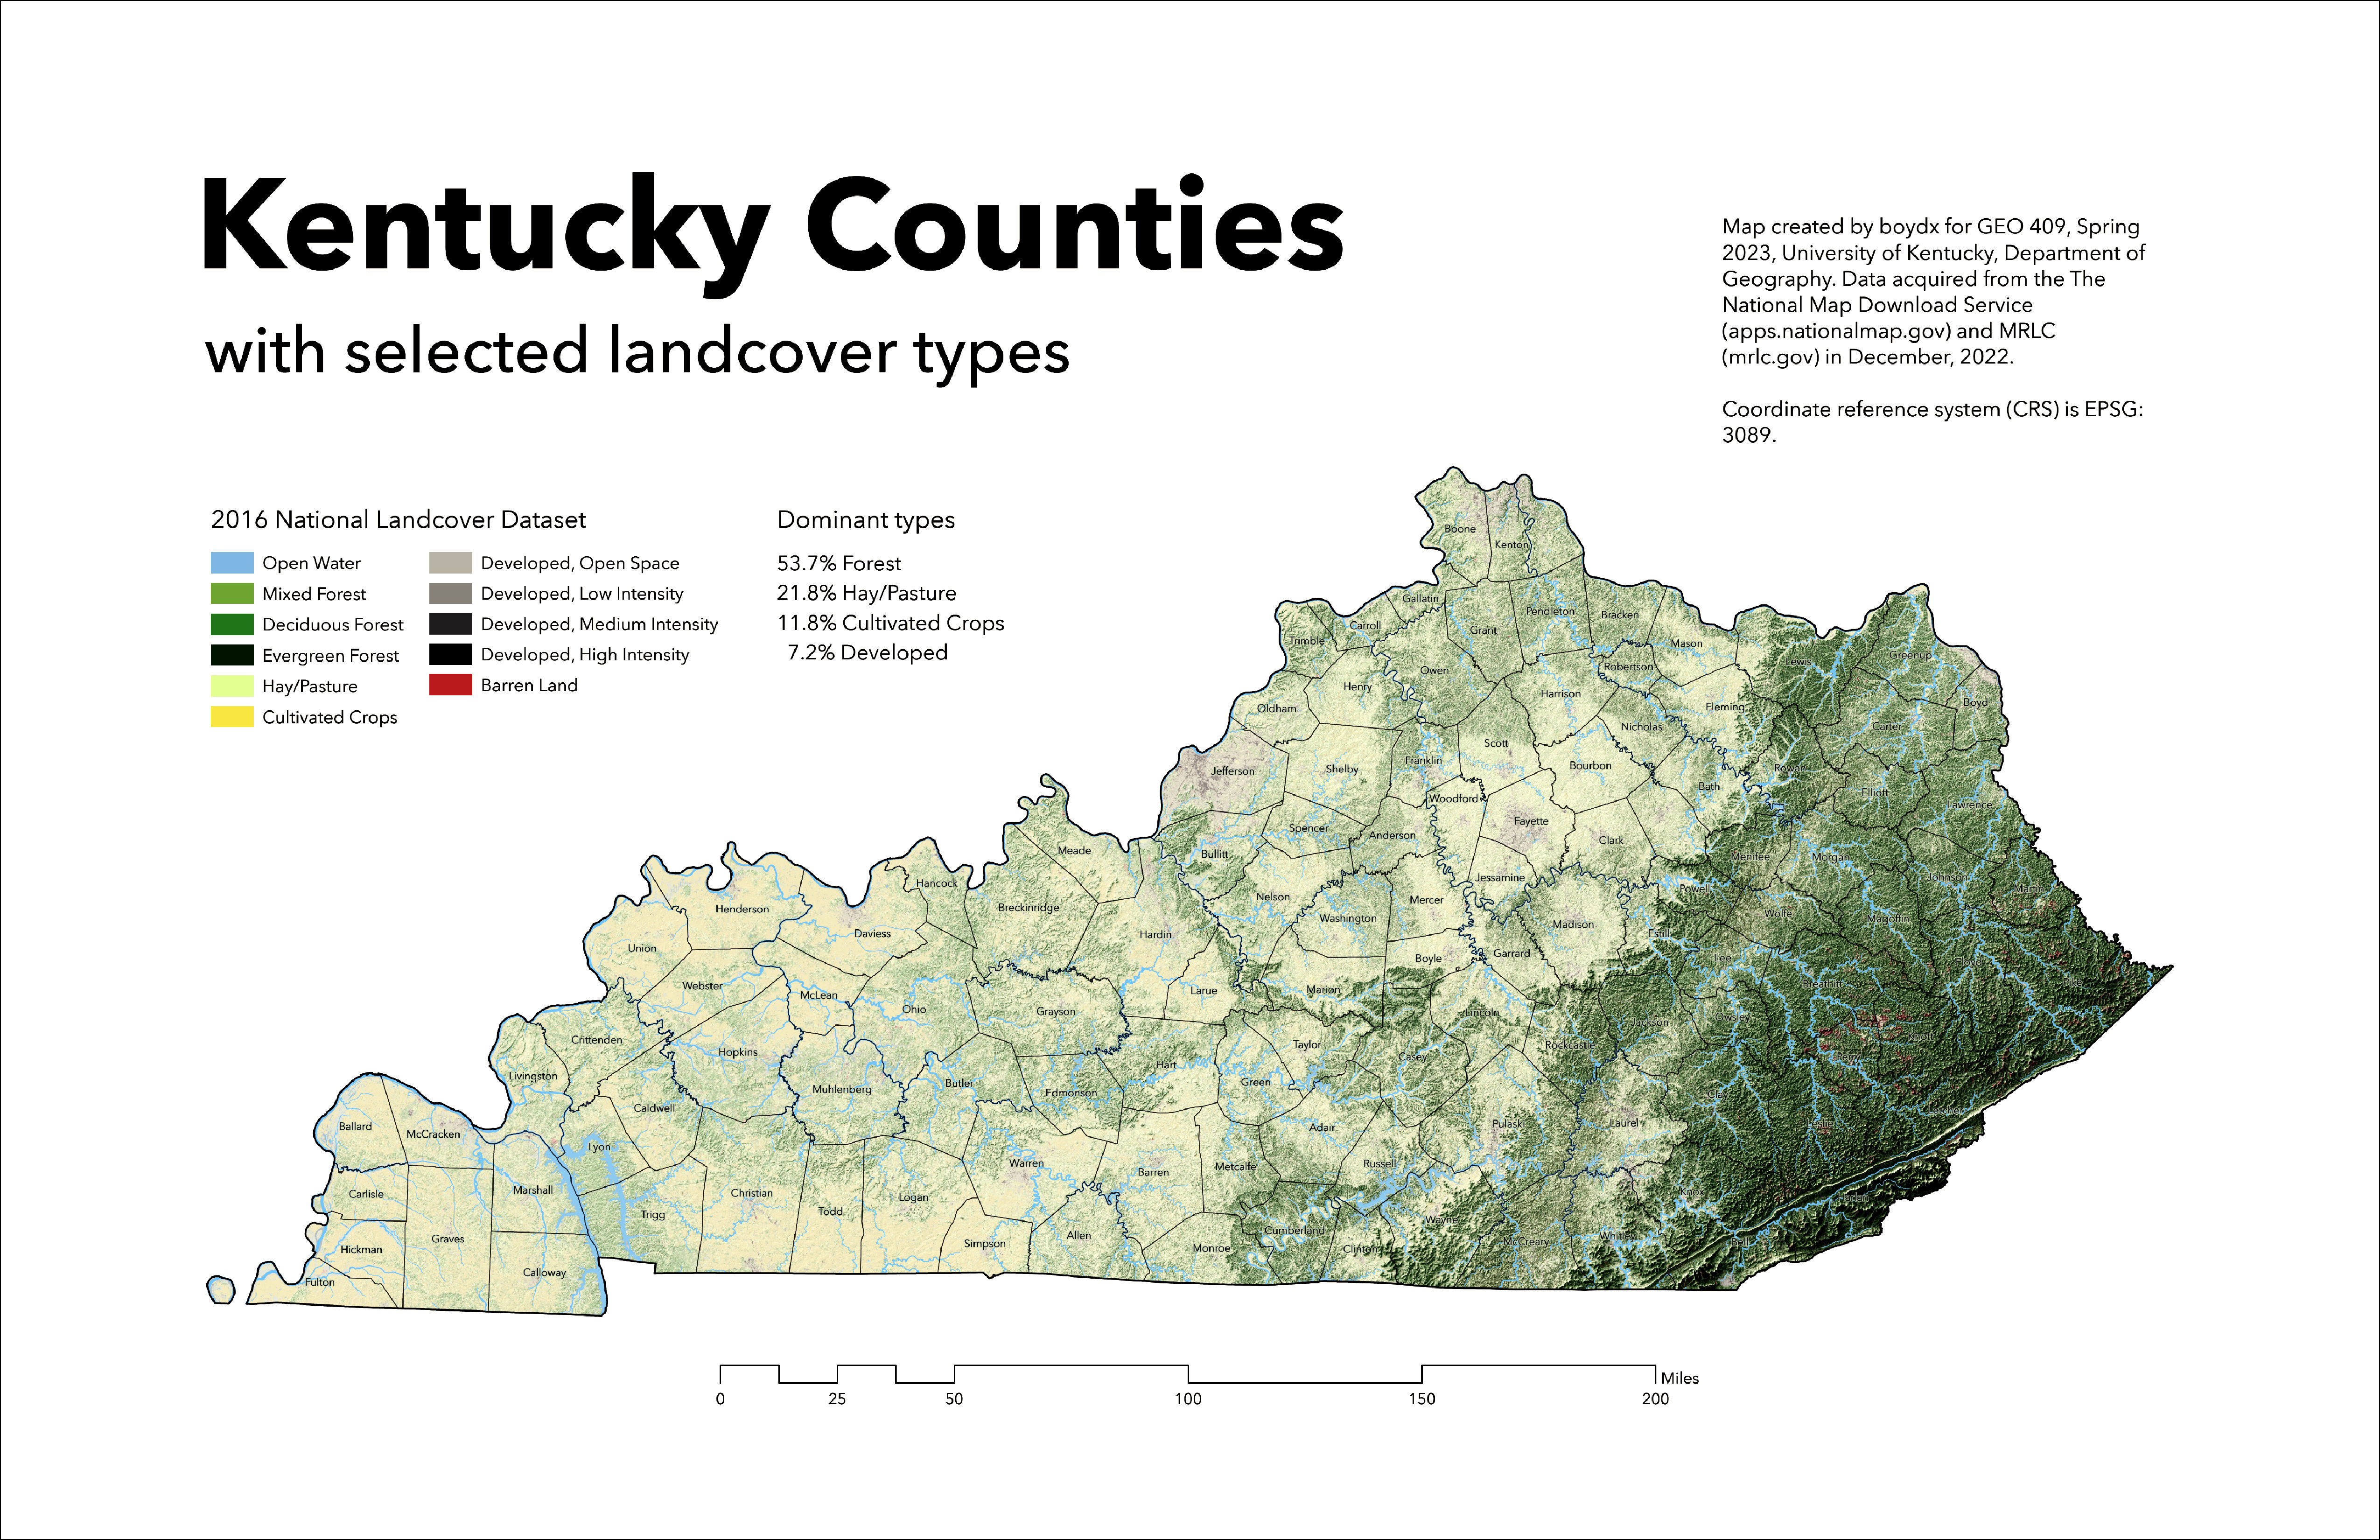 Kentucky Counties
with selected landcover types
Map created by boydx for GEO 409, Spring
2023, University of Kentucky, Department of
Geography. Data acquired from the The
National Map Download Service
(apps.nationalmap.gov) and MRLC
(mrlc.gov) in December, 2022.
Coordinate reference system (CRS) is EPSG:
3089.
2016 National Landcover Dataset
Open Water
Mixed Forest
Deciduous Forest
Evergreen Forest
Hay/Pasture
Cultivated Crops
Developed, Open Space
Developed, Low Intensity
Developed, Medium Intensity
Developed, High Intensity
Barren Land
Dominant types
53.7% Forest
21.8% Hay/Pasture
11.8% Cultivated Crops
7.2% Developed
Boone
Kenton
Gallatin
Pendleton
Bracken
Carroll
Grant
Trimble
Mason
Greenup
Lewis
Robertson
Owen
Henry
Harrison
Boyd
Oldham
Fleming
Nicholas
Carter
Scott
Franklin
Bourbon
Jefferson
Shelby
Rowan
Bath
Elliott
Woodford
Lawrence
Fayette
Spencer
Anderson
Clark
Meade
Bullitt
Menifee
Morgan
Jessamine
Johnson
Hancock
Powell
Martin
Nelson
Mercer
Breckinridge
Henderson
Washington
Wolfe
Magoffin
Madison
Daviess
Hardin
Estill
Union
Garrard
Boyle
Lee
Webster
McLean
Larue
Marion
Breathitt
Ohio
Grayson
Lincoln
Owsley
Jackson
Crittenden
Taylor
Rockcastle
Hopkins
Casey
Hart
Livingston
Green
Butler
Muhlenberg
Edmonson
Clay
Caldwell
Ballard
McCracken
Adair
Pulaski
Laurel
Leslie
Lyon
Warren
Russell
Metcalfe
Barren
Marshall
Carlisle
Christian
Logan
Knox
Trigg
Todd
Wayne
Cumberland
Allen
Graves
Whitley
McCreary
Bell
Simpson
Monroe
Clinton
Hickman
Calloway
Fulton
0
25
50
100
150
200
Miles